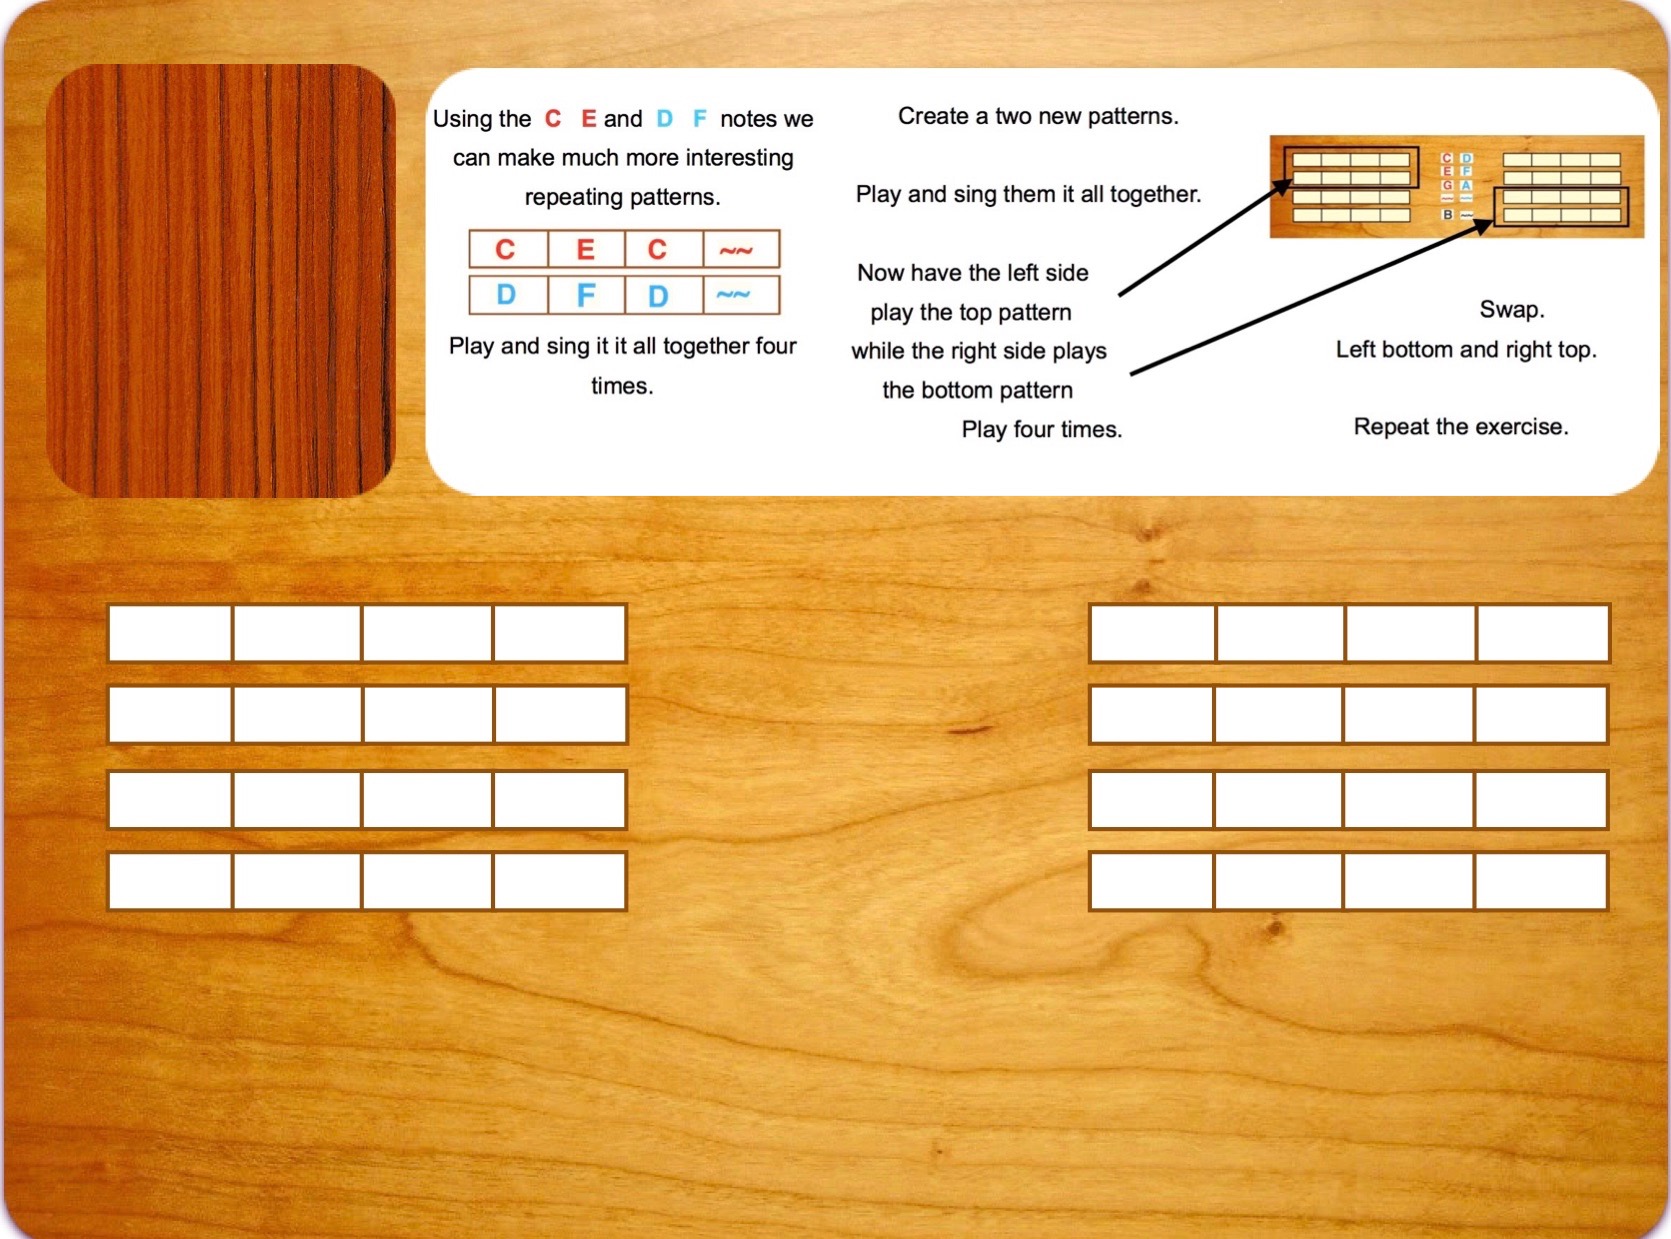 Using the C E and D F notes we
can make much more interesting
repeating patterns.
C E C ~~
D F D ~~
Play and sing it it all together four
times.
Create a two new patterns.
Play and sing them it all together.
Now have the left side
play the top pattern
while the right side plays
the bottom pattern
Play four times.
C D
E F
G A
~~ ~~
B ~~
Swap.
Left bottom and right top.
Repeat the exercise.